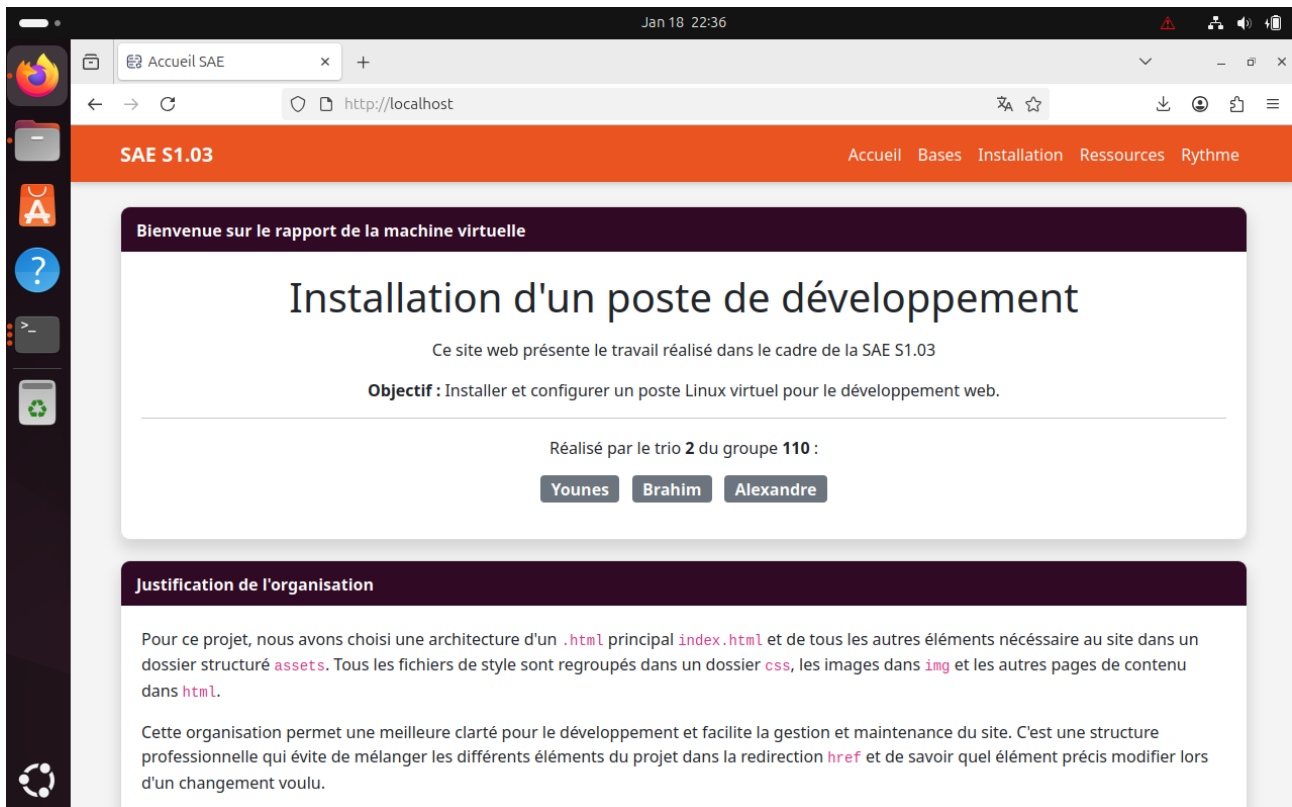 Jan 18 22:36
Accueil SAE
http://localhost
SAE S1.03
Accueil Bases Installation Ressources Rythme
Bienvenue sur le rapport de la machine virtuelle
Installation d'un poste de développement
Ce site web présente le travail réalisé dans le cadre de la SAE S1.03
Objectif : Installer et configurer un poste Linux virtuel pour le développement web.
Réalisé par le trio 2 du groupe 110 :
Younes Brahim Alexandre
Justification de l'organisation
Pour ce projet, nous avons choisi une architecture d'un .html principal index.html et de tous les autres éléments nécéssaire au site dans un
dossier structuré assets. Tous les fichiers de style sont regroupés dans un dossier css, les images dans img et les autres pages de contenu
dans html.
Cette organisation permet une meilleure clarté pour le développement et facilite la gestion et maintenance du site. C'est une structure
professionnelle qui évite de mélanger les différents éléments du projet dans la redirection href et de savoir quel élément précis modifier lors
d'un changement voulu.